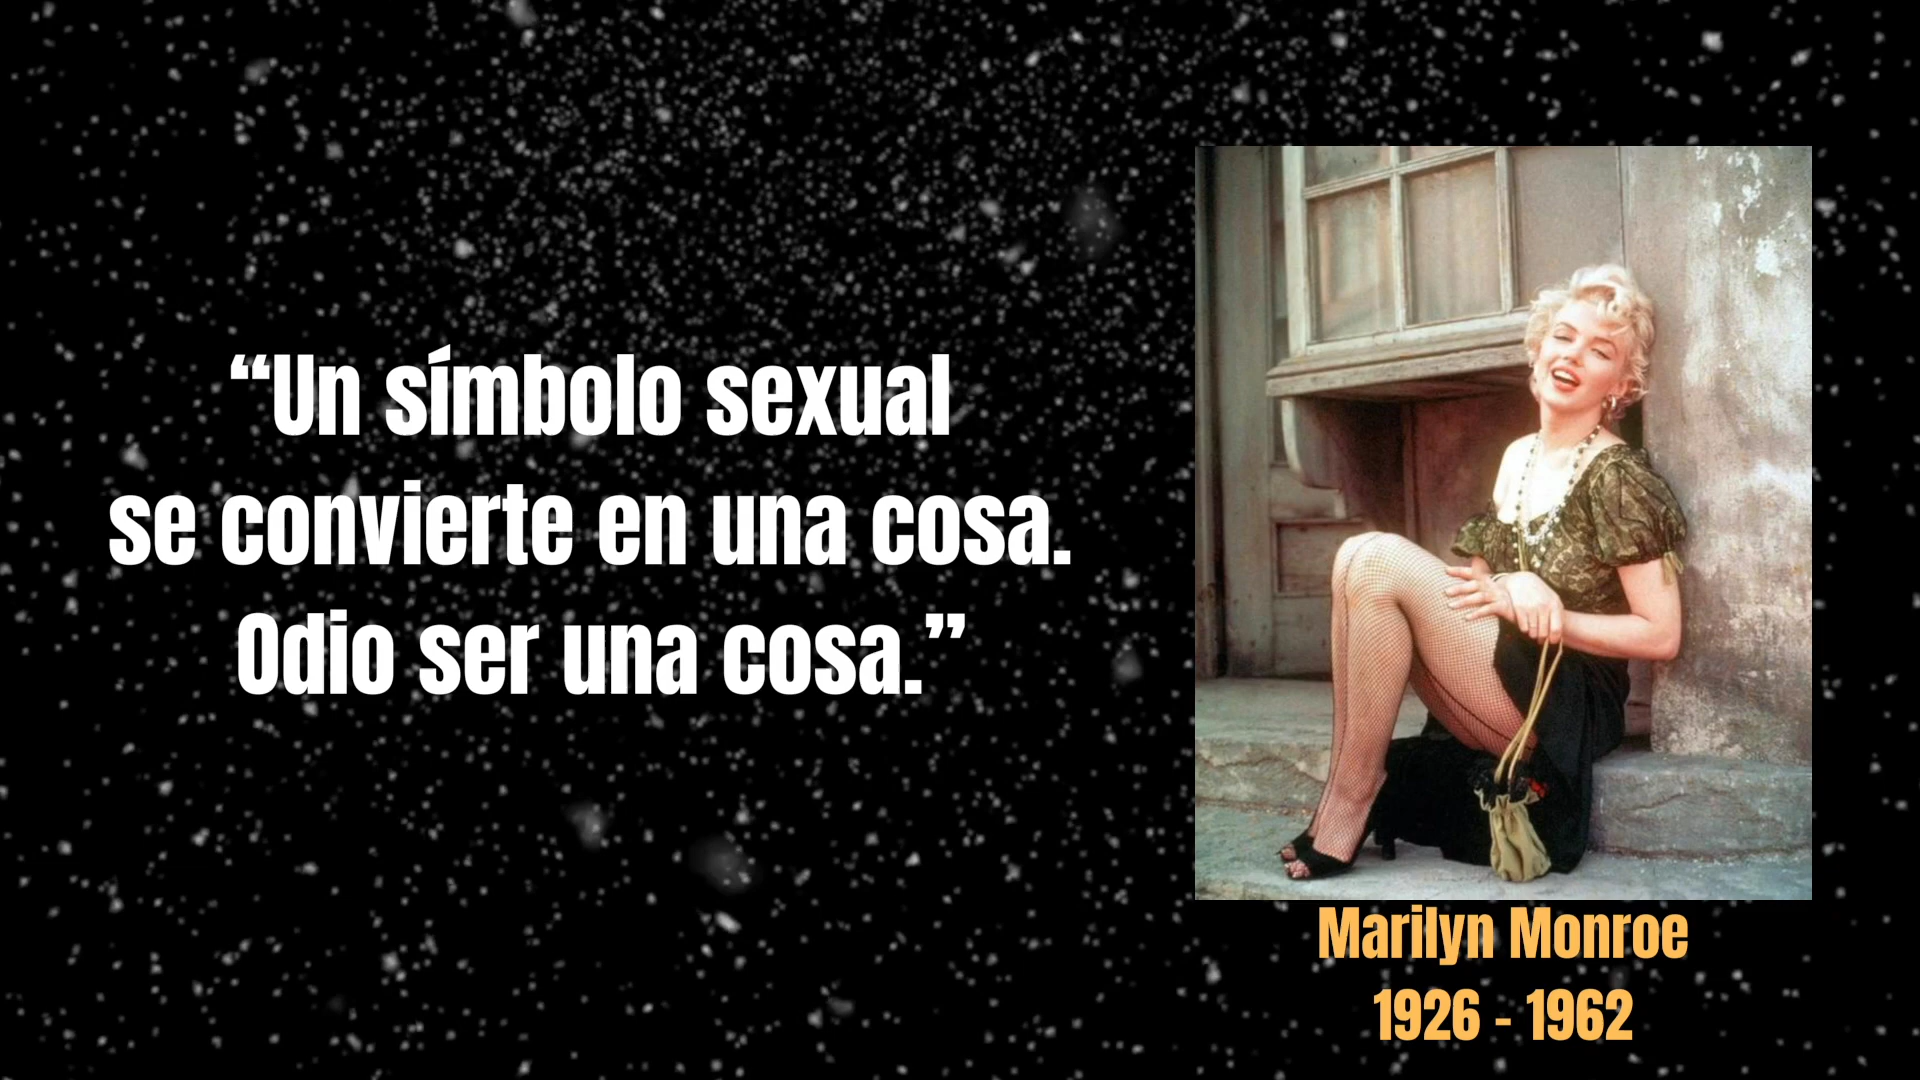 “Un símbolo sexual
se convierte en una cosa.
Odio ser una cosa.”
Marilyn Monroe
1926 - 1962